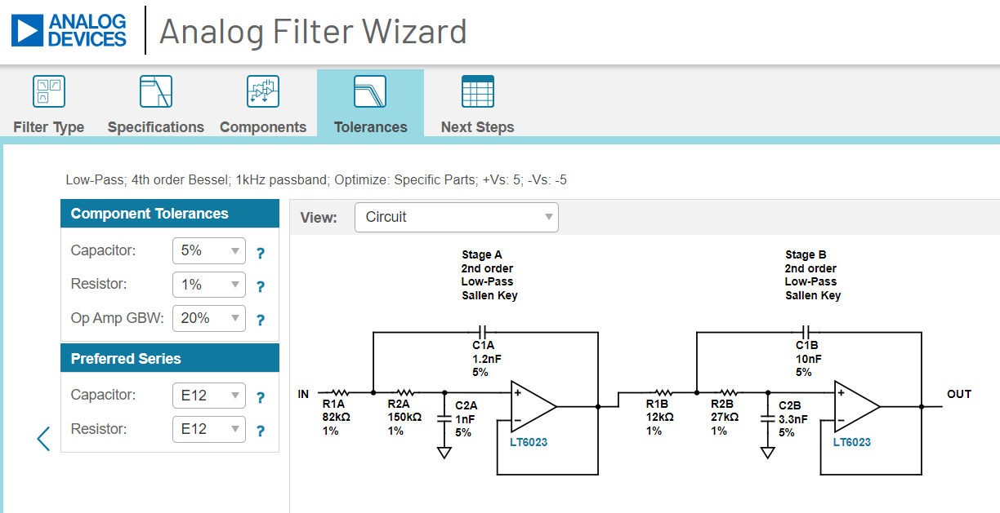 ANALOG
DEVICES
Analog Filter Wizard
Filter Type
Specifications
Components
Tolerances
Next Steps
Low-Pass; 4th order Bessel; 1kHz passband; Optimize: Specific Parts; +Vs: 5; -Vs: -5
Component Tolerances
Capacitor: 5% ?
Resistor: 1% ?
Op Amp GBW: 20% ?
Preferred Series
Capacitor: E12 ?
Resistor: E12 ?
View: Circuit
Stage A
2nd order
Low-Pass
Sallen Key
C1A
1.2nF
5%
IN
R1A
82kΩ
1%
R2A
150kΩ
1%
C2A
1nF
5%
+
−
LT6023
Stage B
2nd order
Low-Pass
Sallen Key
C1B
10nF
5%
R1B
12kΩ
1%
R2B
27kΩ
1%
C2B
3.3nF
5%
+
−
LT6023
OUT